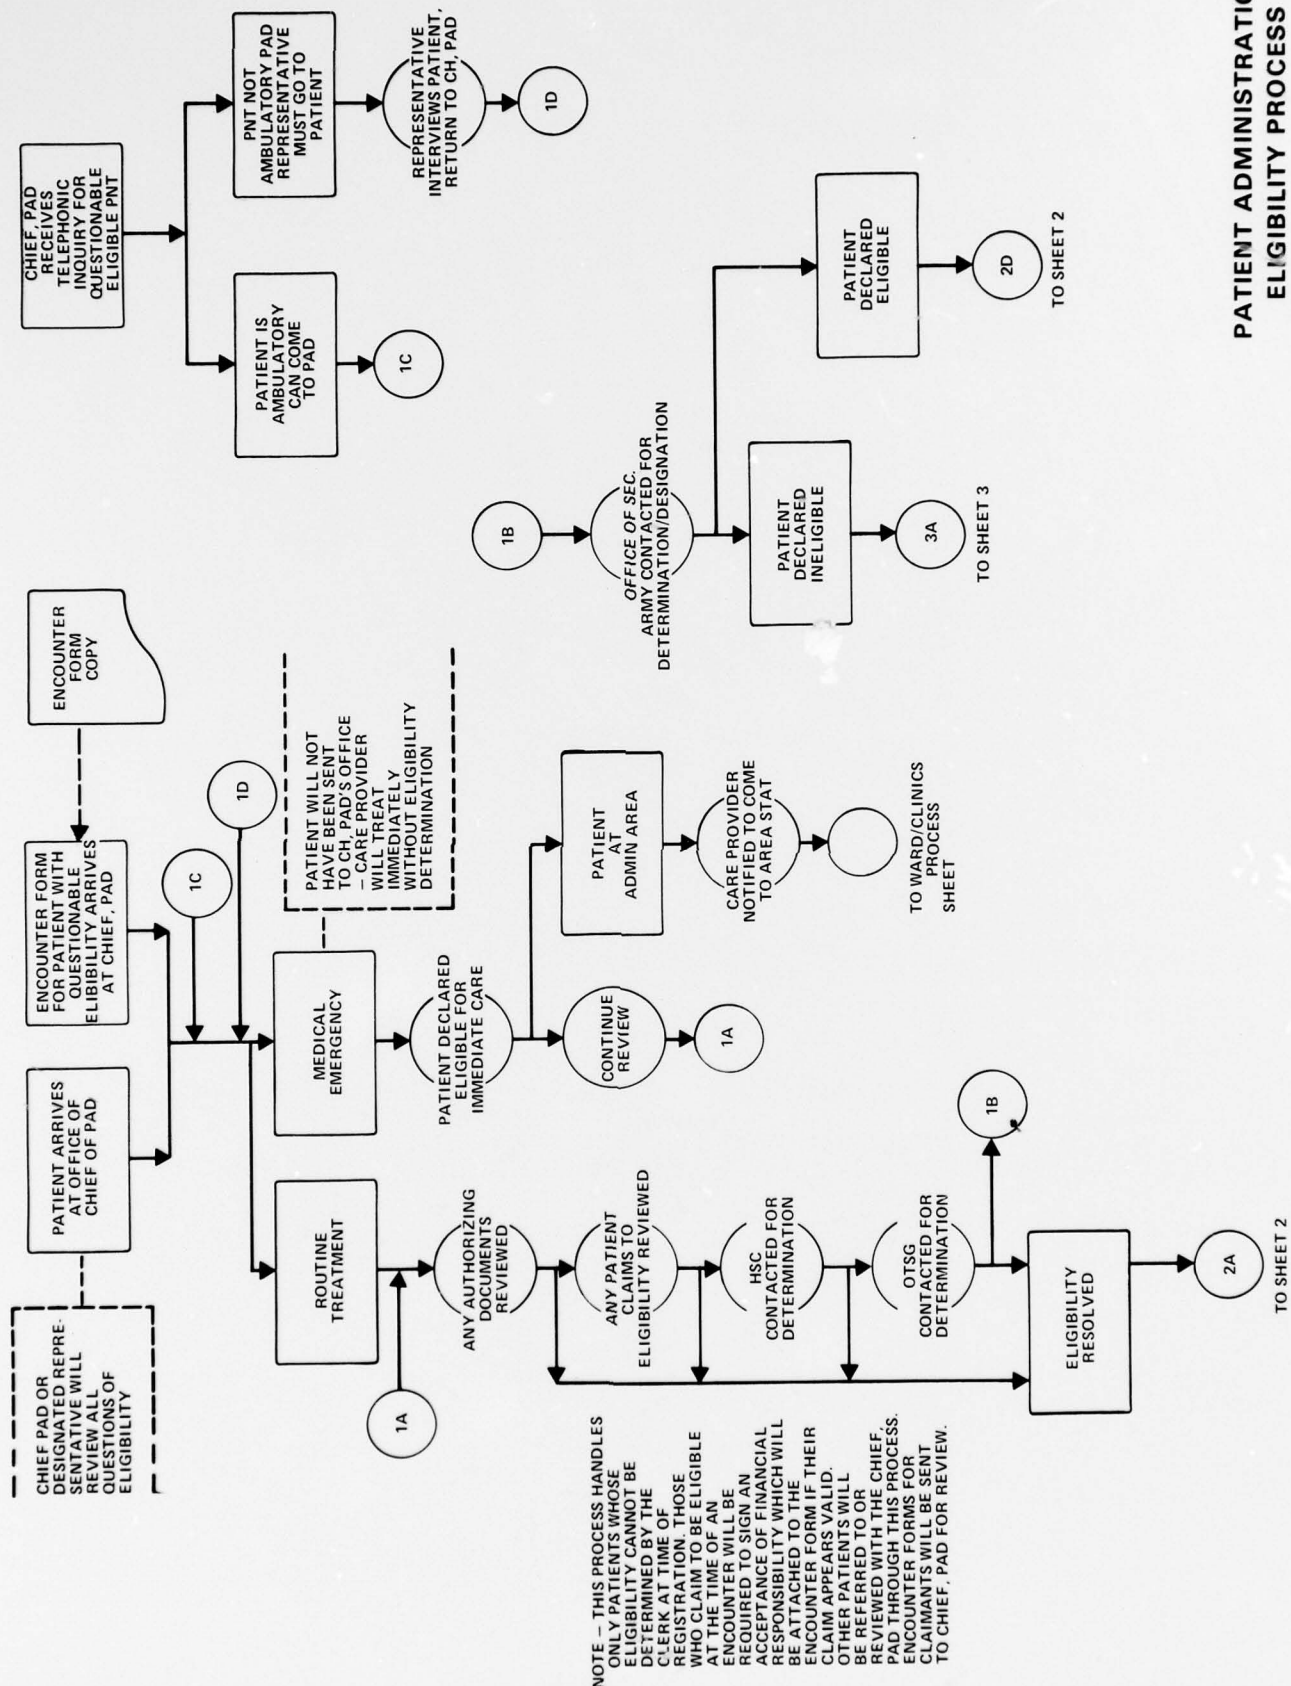 CHIEF PAD OR
DESIGNATED REPRE-
SENTATIVE WILL
REVIEW ALL
QUESTIONS OF
ELIGIBILITY
PATIENT ARRIVES
AT OFFICE OF
CHIEF OF PAD
ENCOUNTER FORM
FOR PATIENT WITH
QUESTIONABLE
ELIBIBILITY ARRIVES
AT CHIEF, PAD
ENCOUNTER
FORM
COPY
1C
1D
ROUTINE
TREATMENT
MEDICAL
EMERGENCY
PATIENT WILL NOT
HAVE BEEN SENT
TO CH, PAD'S OFFICE
– CARE PROVIDER
WILL TREAT
IMMEDIATELY
WITHOUT ELIGIBILITY
DETERMINATION
1A
ANY AUTHORIZING
DOCUMENTS
REVIEWED
ANY PATIENT
CLAIMS TO
ELIGIBILITY REVIEWED
HSC
CONTACTED FOR
DETERMINATION
OTSG
CONTACTED FOR
DETERMINATION
1B
ELIGIBILITY
RESOLVED
2A
TO SHEET 2
PATIENT DECLARED
ELIGIBLE FOR
IMMEDIATE CARE
CONTINUE
REVIEW
1A
PATIENT
AT
ADMIN AREA
CARE PROVIDER
NOTIFIED TO COME
TO AREA STAT
TO WARD/CLINICS
PROCESS
SHEET
NOTE – THIS PROCESS HANDLES
ONLY PATIENTS WHOSE
ELIGIBILITY CANNOT BE
DETERMINED BY THE
CLERK AT TIME OF
REGISTRATION. THOSE
WHO CLAIM TO BE ELIGIBLE
AT THE TIME OF AN
ENCOUNTER WILL BE
REQUIRED TO SIGN AN
ACCEPTANCE OF FINANCIAL
RESPONSIBILITY WHICH WILL
BE ATTACHED TO THE
ENCOUNTER FORM IF THEIR
CLAIM APPEARS VALID.
OTHER PATIENTS WILL
BE REFERRED TO OR
REVIEWED WITH THE CHIEF,
PAD THROUGH THIS PROCESS.
ENCOUNTER FORMS FOR
CLAIMANTS WILL BE SENT
TO CHIEF, PAD FOR REVIEW.
CHIEF, PAD
RECEIVES
TELEPHONIC
INQUIRY FOR
QUESTIONABLE
ELIGIBLE PNT
PATIENT IS
AMBULATORY
CAN COME
TO PAD
1C
PNT NOT
AMBULATORY PAD
REPRESENTATIVE
MUST GO TO
PATIENT
REPRESENTATIVE
INTERVIEWS PATIENT,
RETURN TO CH, PAD
1D
1B
OFFICE OF SEC.
ARMY CONTACTED FOR
DETERMINATION/DESIGNATION
PATIENT
DECLARED
INELIGIBLE
3A
TO SHEET 3
PATIENT
DECLARED
ELIGIBLE
2D
TO SHEET 2
PATIENT ADMINISTRATIO
ELIGIBILITY PROCESS